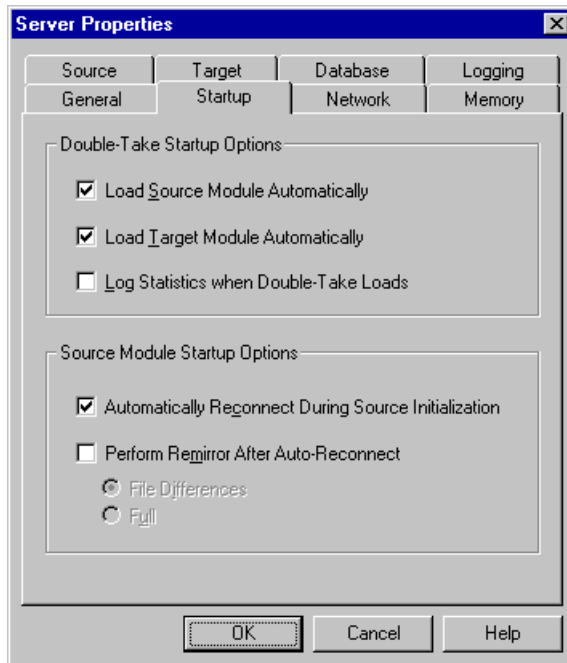 Server Properties
Source Target Database Logging
General Startup Network Memory
Double-Take Startup Options
Load Source Module Automatically
Load Target Module Automatically
Log Statistics when Double-Take Loads
Source Module Startup Options
Automatically Reconnect During Source Initialization
Perform Remirror After Auto-Reconnect
File Differences
Full
OK Cancel Help